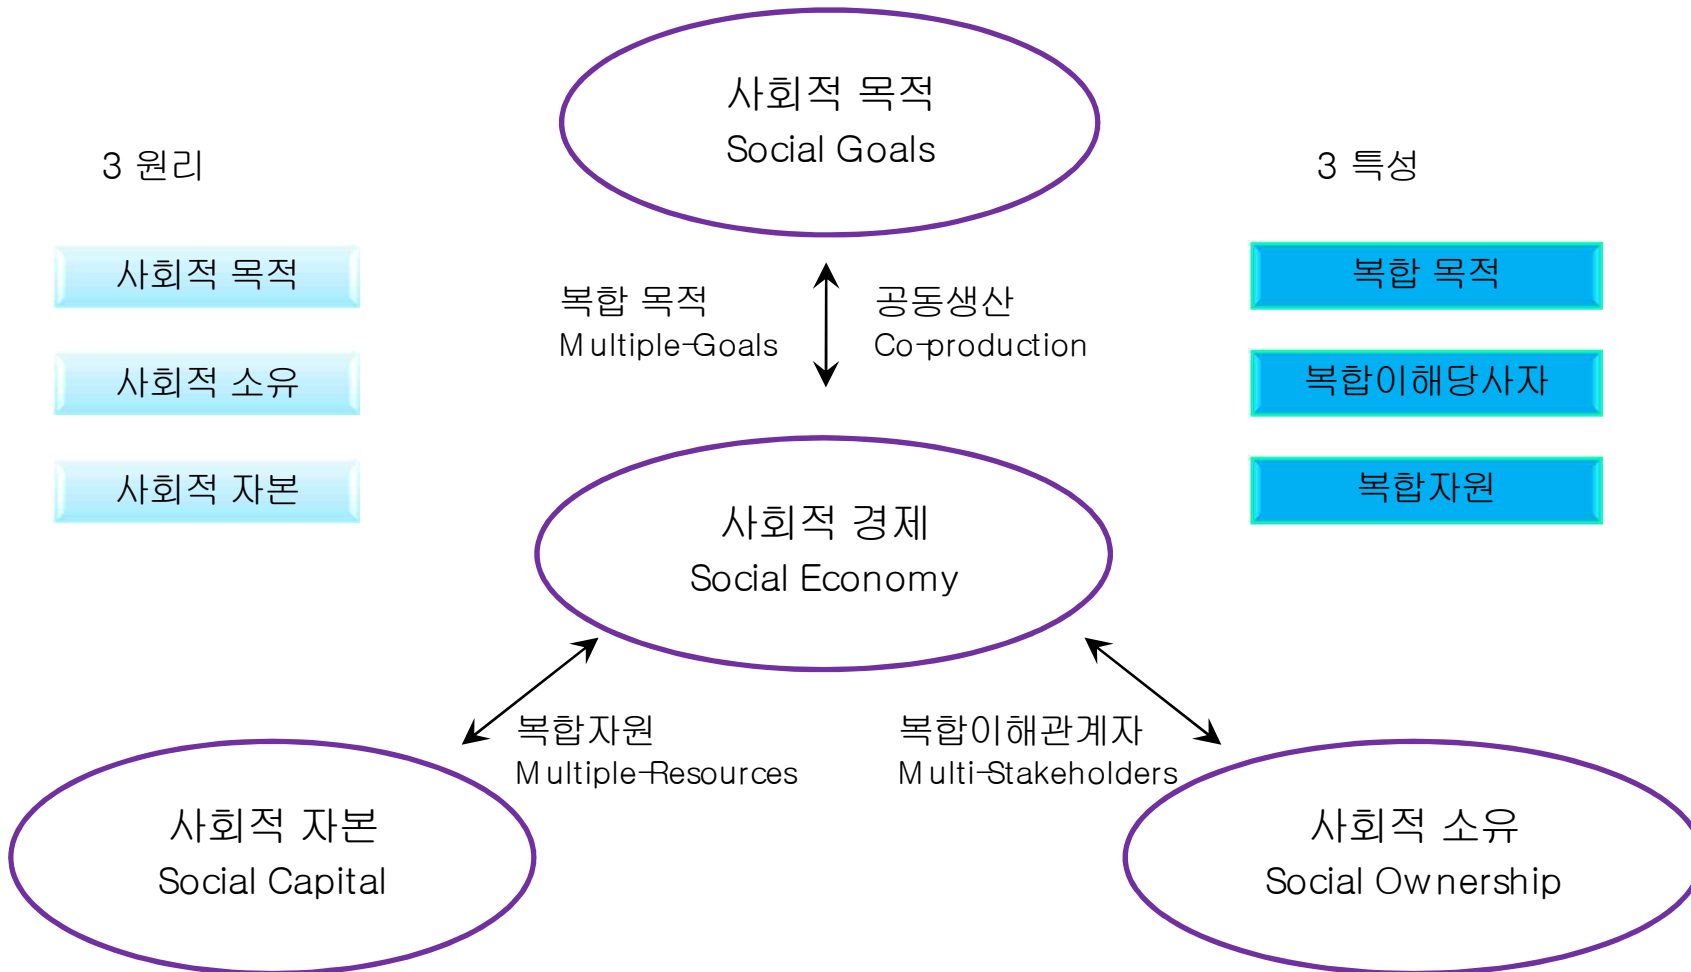 사회적 목적
Social Goals
3 원리
3 특성
사회적 목적
사회적 소유
사회적 자본
복합 목적
Multiple-Goals
공동생산
Co-production
복합 목적
복합이해당사자
복합자원
사회적 경제
Social Economy
복합자원
Multiple-Resources
복합이해관계자
Multi-Stakeholders
사회적 자본
Social Capital
사회적 소유
Social Ownership